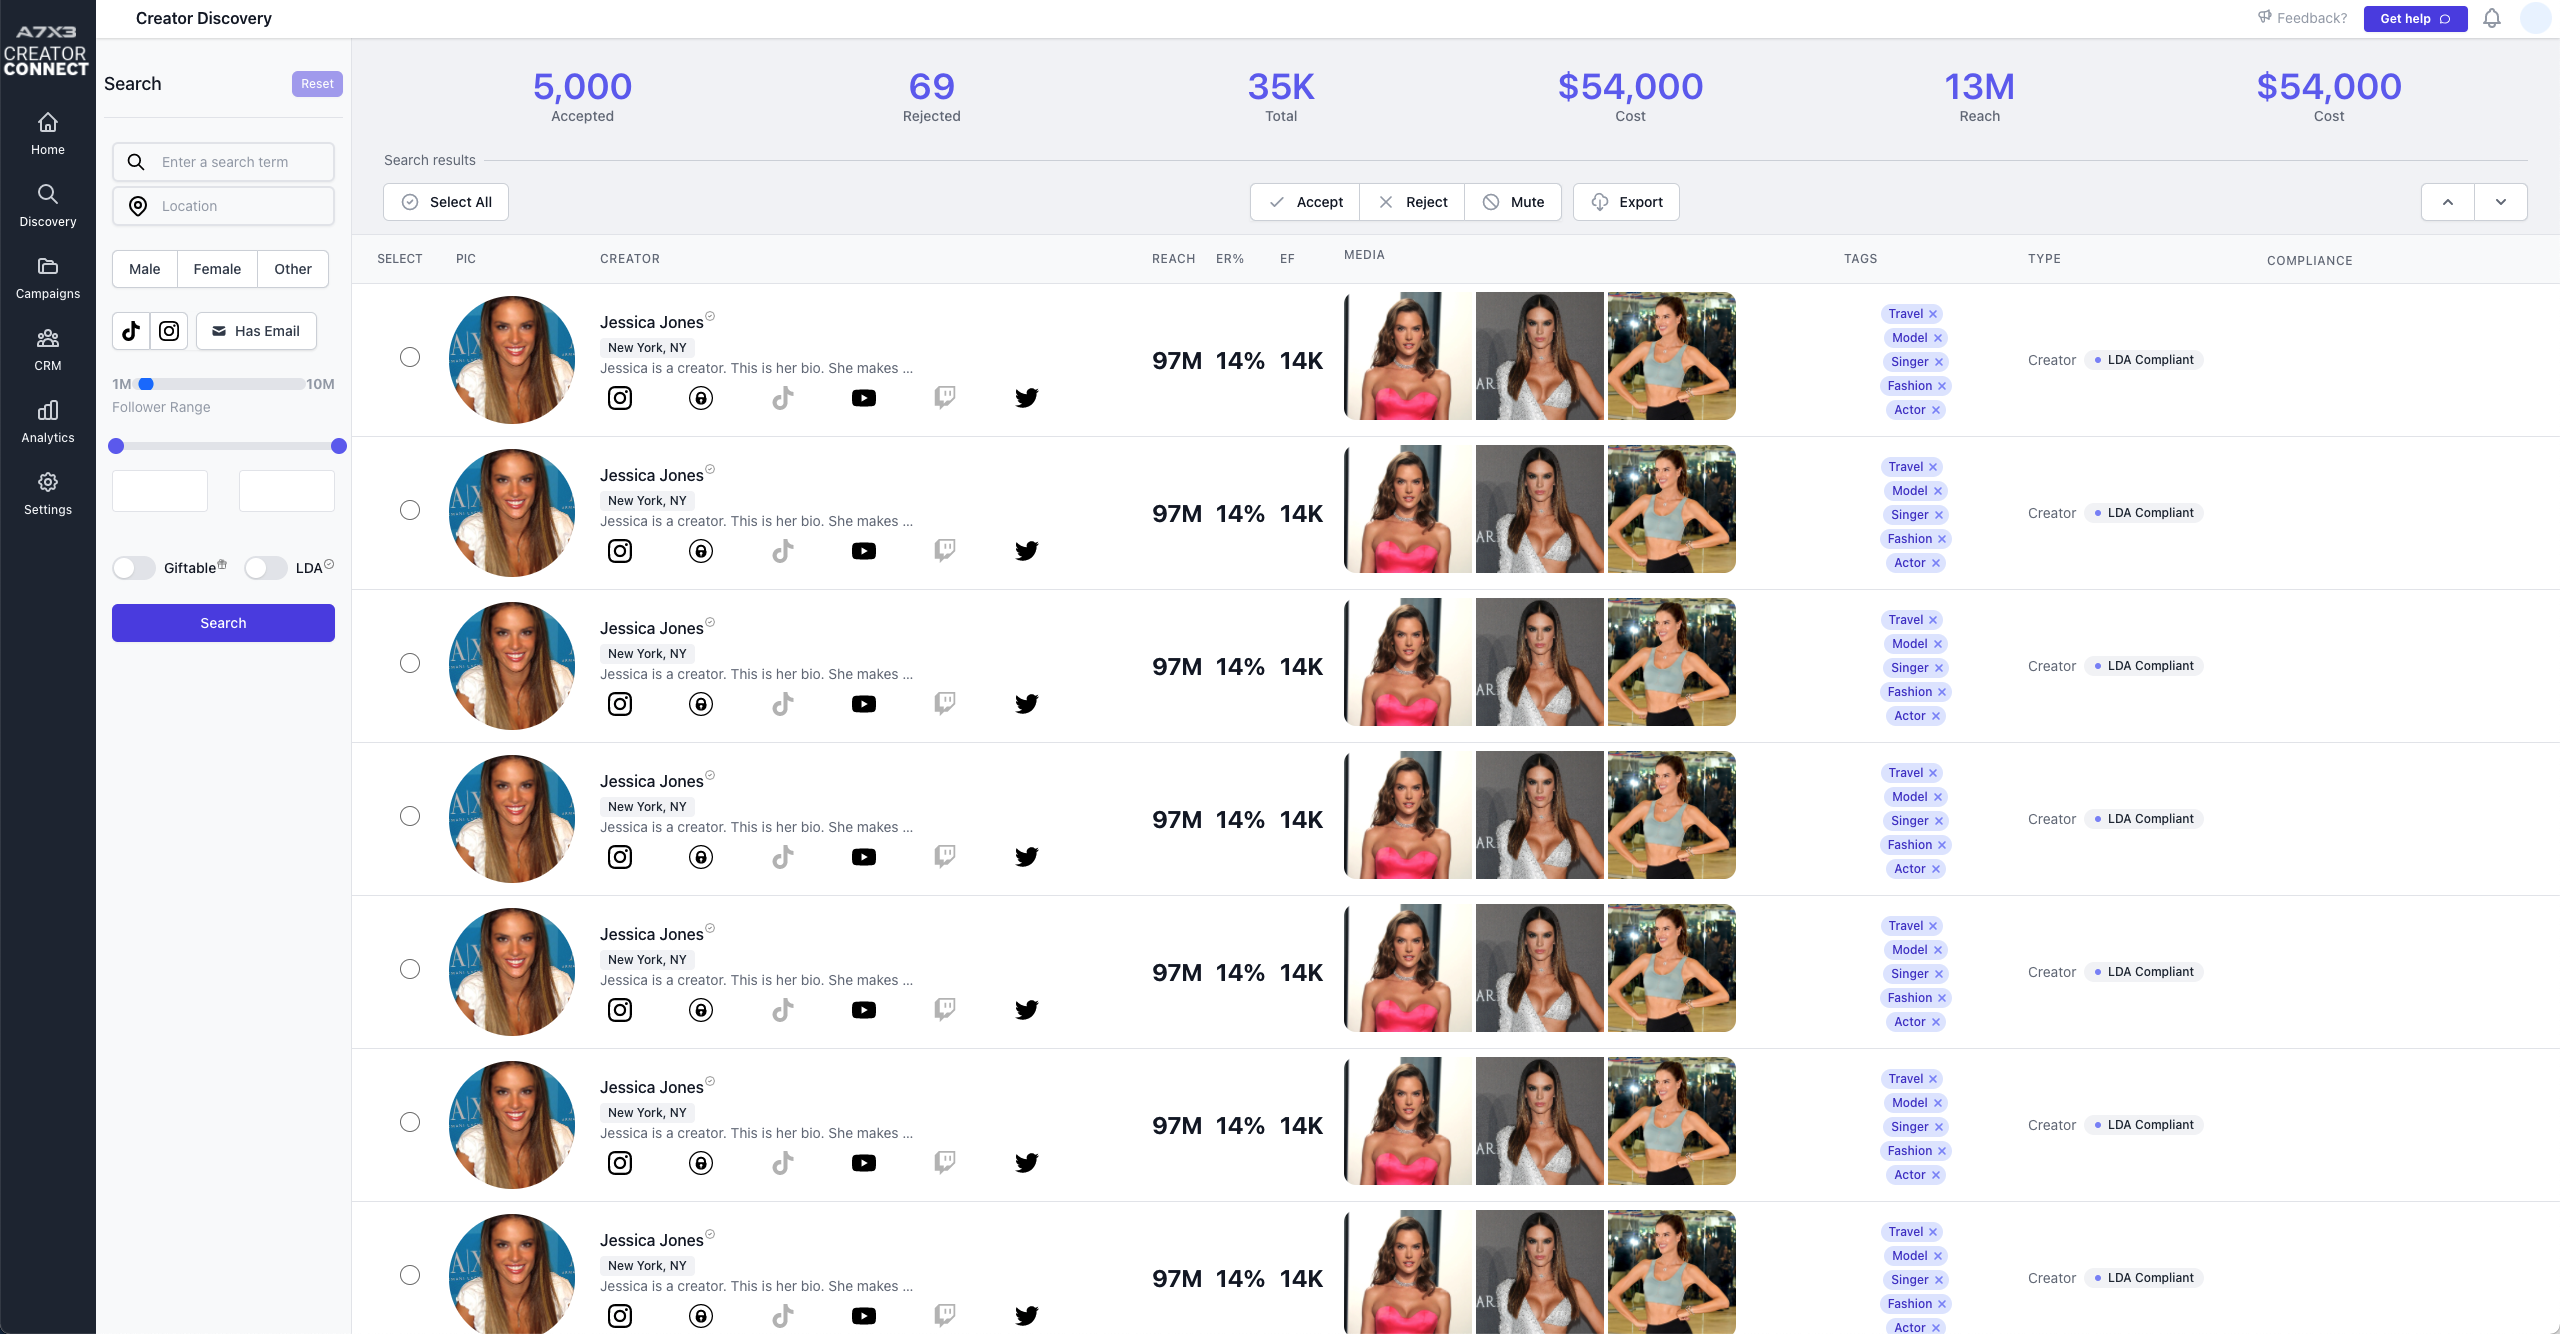 A7X3
CREATOR
CONNECT
Home
Discovery
Campaigns
CRM
Analytics
Settings
Creator Discovery
Feedback?
Get help
Search
Reset
Enter a search term
Location
Male
Female
Other
Has Email
1M
10M
Follower Range
Giftable
LDA
Search
5,000
Accepted
69
Rejected
35K
Total
$54,000
Cost
13M
Reach
$54,000
Cost
Search results
Select All
Accept
Reject
Mute
Export
SELECT PIC CREATOR REACH ER% EF MEDIA TAGS TYPE COMPLIANCE
Jessica Jones
New York, NY
Jessica is a creator. This is her bio. She makes ...
97M 14% 14K
Travel
Model
Singer
Fashion
Actor
Creator
LDA Compliant
Jessica Jones
New York, NY
Jessica is a creator. This is her bio. She makes ...
97M 14% 14K
Travel
Model
Singer
Fashion
Actor
Creator
LDA Compliant
Jessica Jones
New York, NY
Jessica is a creator. This is her bio. She makes ...
97M 14% 14K
Travel
Model
Singer
Fashion
Actor
Creator
LDA Compliant
Jessica Jones
New York, NY
Jessica is a creator. This is her bio. She makes ...
97M 14% 14K
Travel
Model
Singer
Fashion
Actor
Creator
LDA Compliant
Jessica Jones
New York, NY
Jessica is a creator. This is her bio. She makes ...
97M 14% 14K
Travel
Model
Singer
Fashion
Actor
Creator
LDA Compliant
Jessica Jones
New York, NY
Jessica is a creator. This is her bio. She makes ...
97M 14% 14K
Travel
Model
Singer
Fashion
Actor
Creator
LDA Compliant
Jessica Jones
New York, NY
Jessica is a creator. This is her bio. She makes ...
97M 14% 14K
Travel
Model
Singer
Fashion
Actor
Creator
LDA Compliant